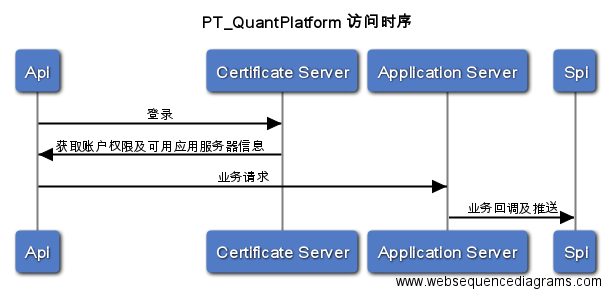 PT_QuantPlatform 访问时序
Api
Certificate Server
Application Server
Spi
登录
获取账户权限及可用应用服务器信息
业务请求
业务回调及推送
Api
Certificate Server
Application Server
Spi
www.websequencediagrams.com